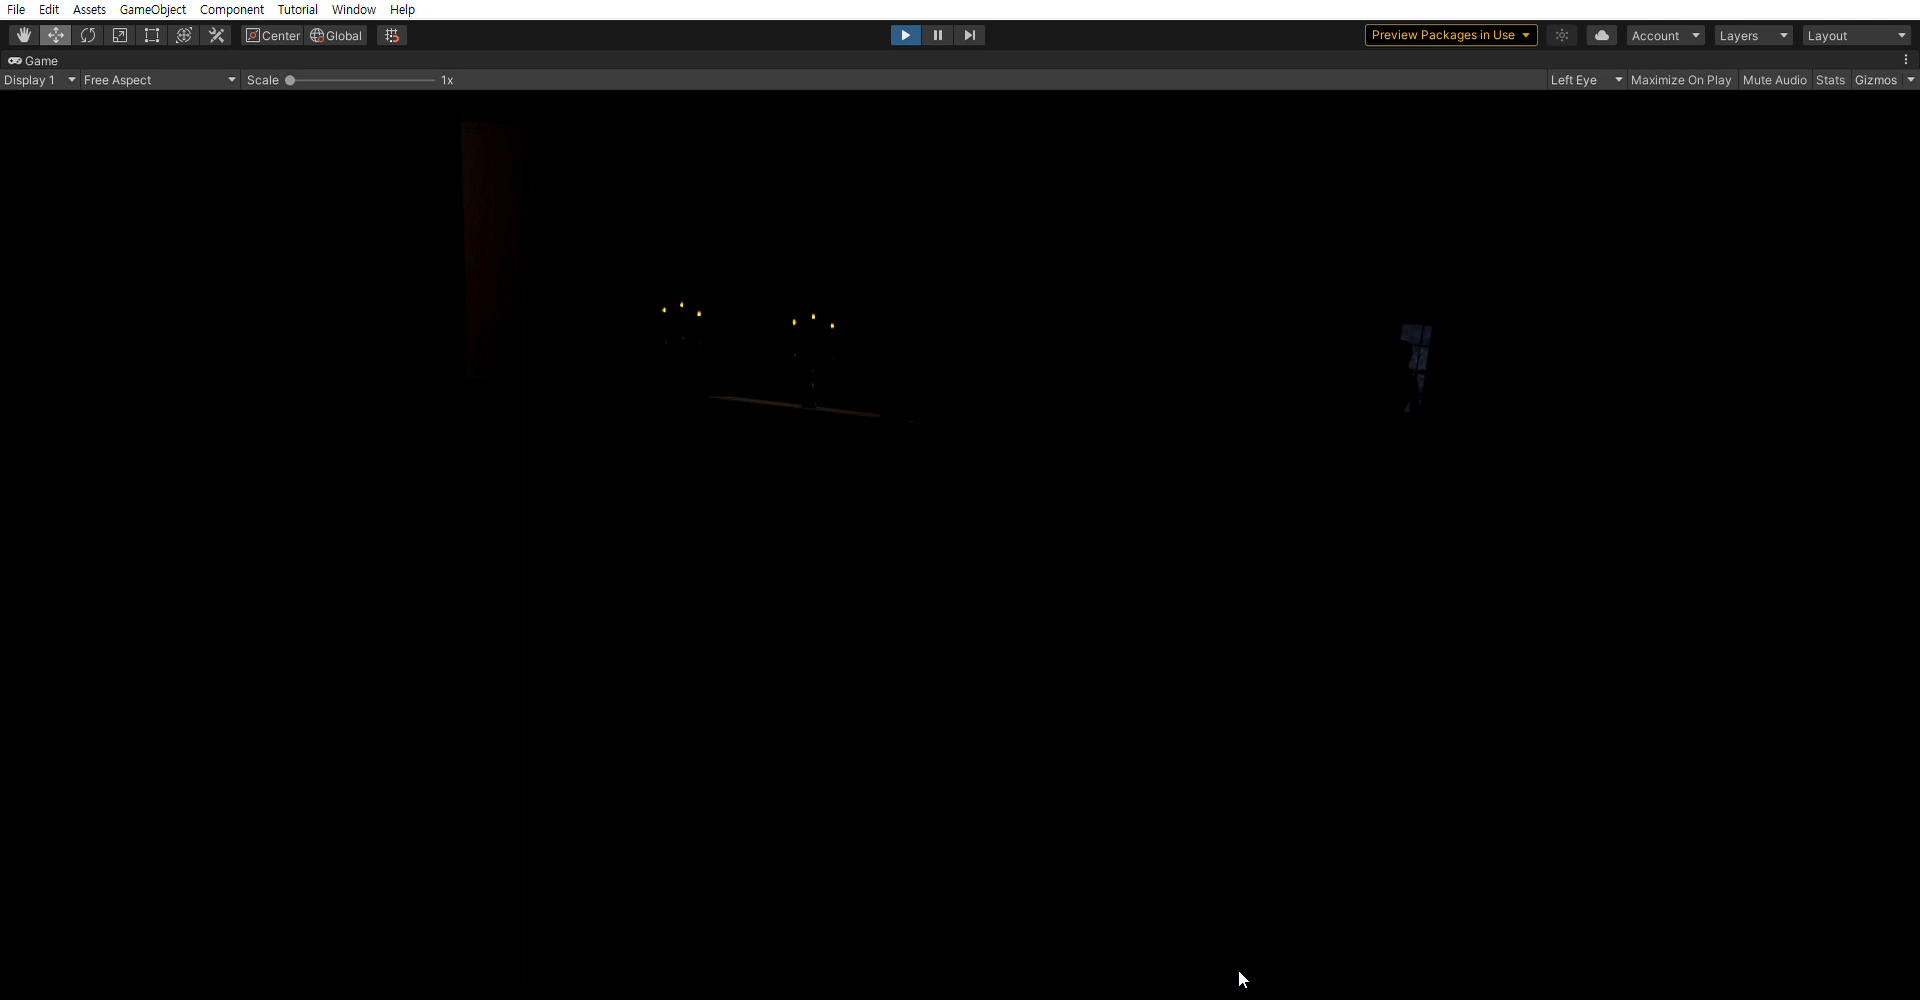 File Edit Assets GameObject Component Tutorial Window Help
Center Global Preview Packages in Use Account Layers Layout
Game
Display 1 Free Aspect Scale 1x Left Eye Maximize On Play Mute Audio Stats Gizmos